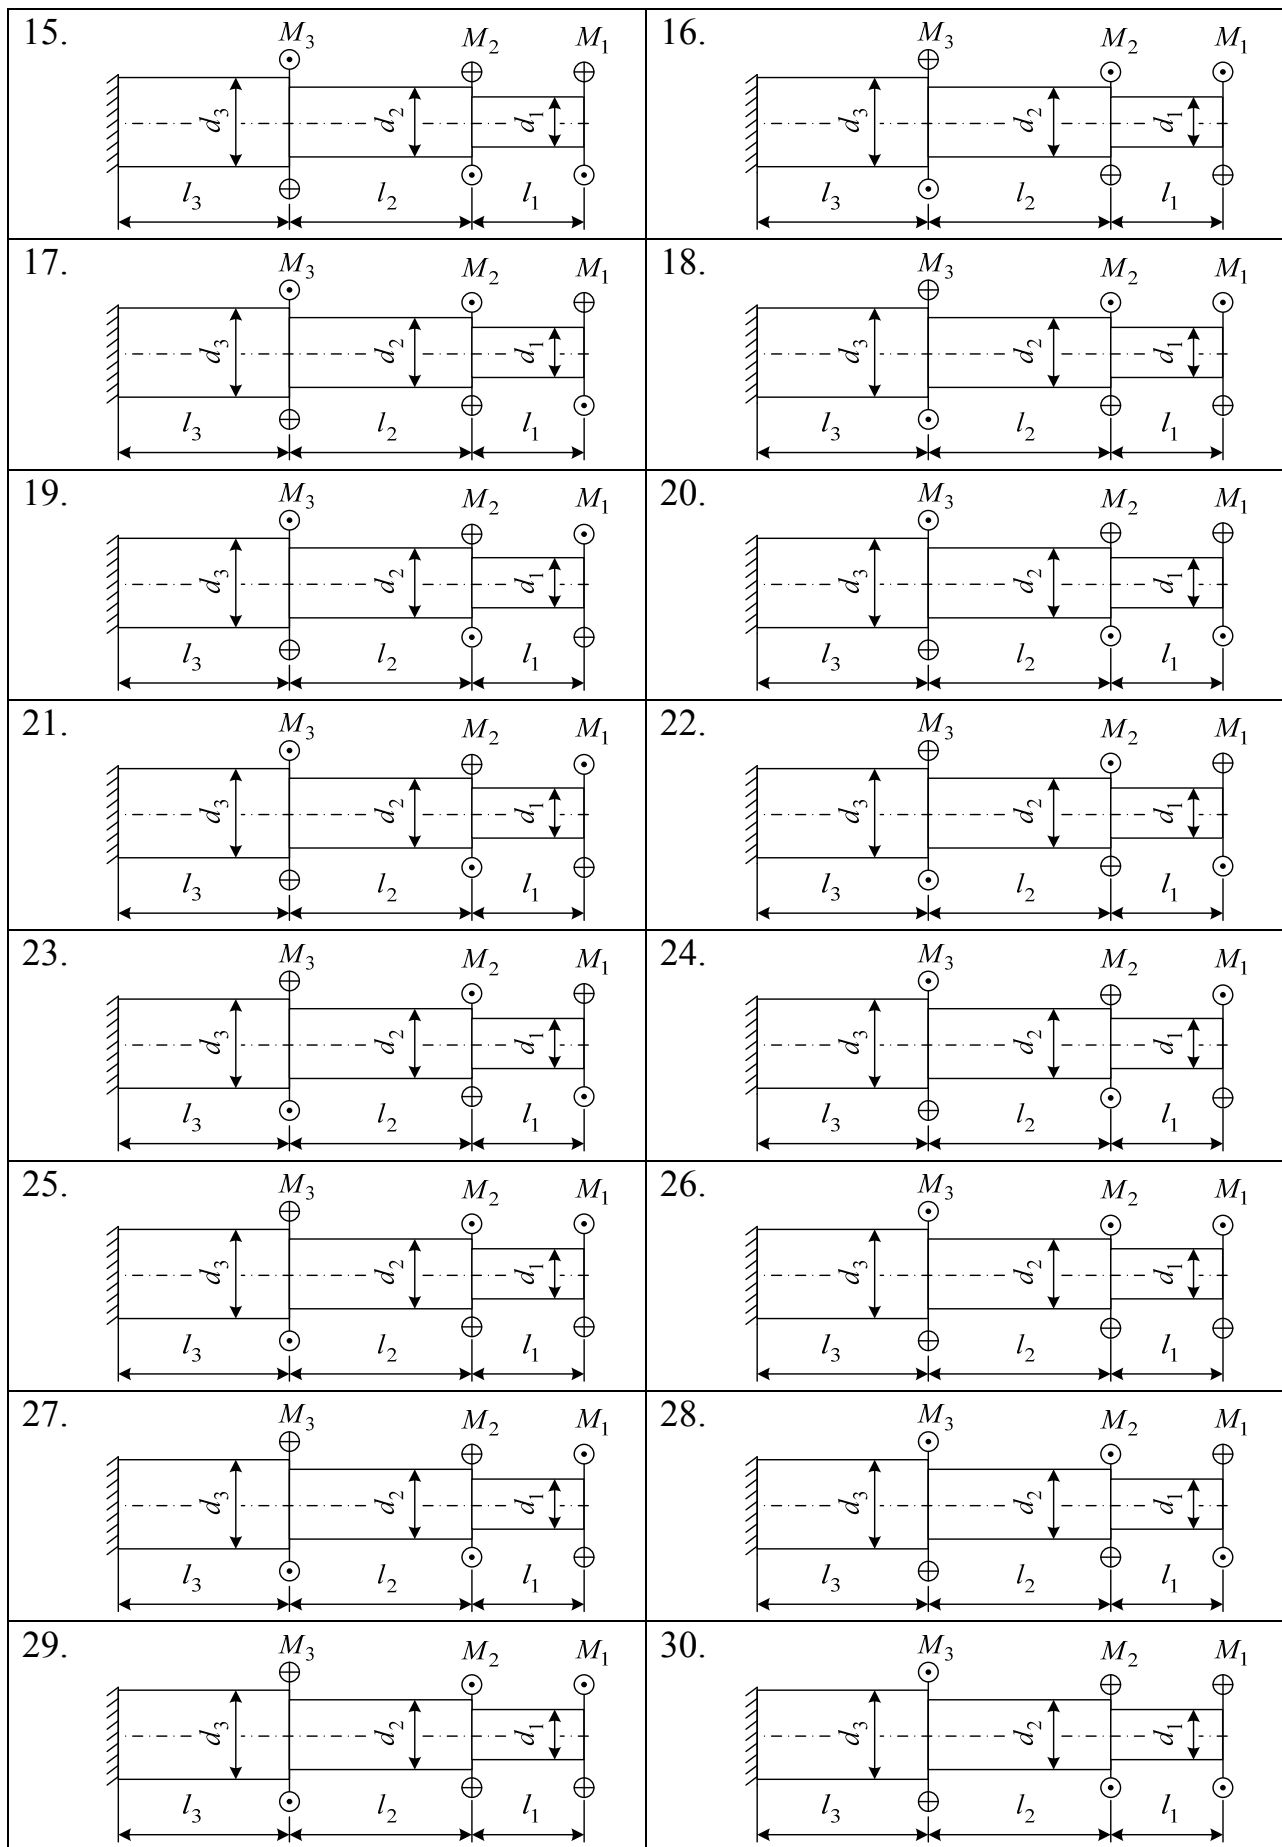 15. M3 M2 M1
d3 d2 d1
l3 l2 l1
16. M3 M2 M1
d3 d2 d1
l3 l2 l1
17. M3 M2 M1
d3 d2 d1
l3 l2 l1
18. M3 M2 M1
d3 d2 d1
l3 l2 l1
19. M3 M2 M1
d3 d2 d1
l3 l2 l1
20. M3 M2 M1
d3 d2 d1
l3 l2 l1
21. M3 M2 M1
d3 d2 d1
l3 l2 l1
22. M3 M2 M1
d3 d2 d1
l3 l2 l1
23. M3 M2 M1
d3 d2 d1
l3 l2 l1
24. M3 M2 M1
d3 d2 d1
l3 l2 l1
25. M3 M2 M1
d3 d2 d1
l3 l2 l1
26. M3 M2 M1
d3 d2 d1
l3 l2 l1
27. M3 M2 M1
d3 d2 d1
l3 l2 l1
28. M3 M2 M1
d3 d2 d1
l3 l2 l1
29. M3 M2 M1
d3 d2 d1
l3 l2 l1
30. M3 M2 M1
d3 d2 d1
l3 l2 l1